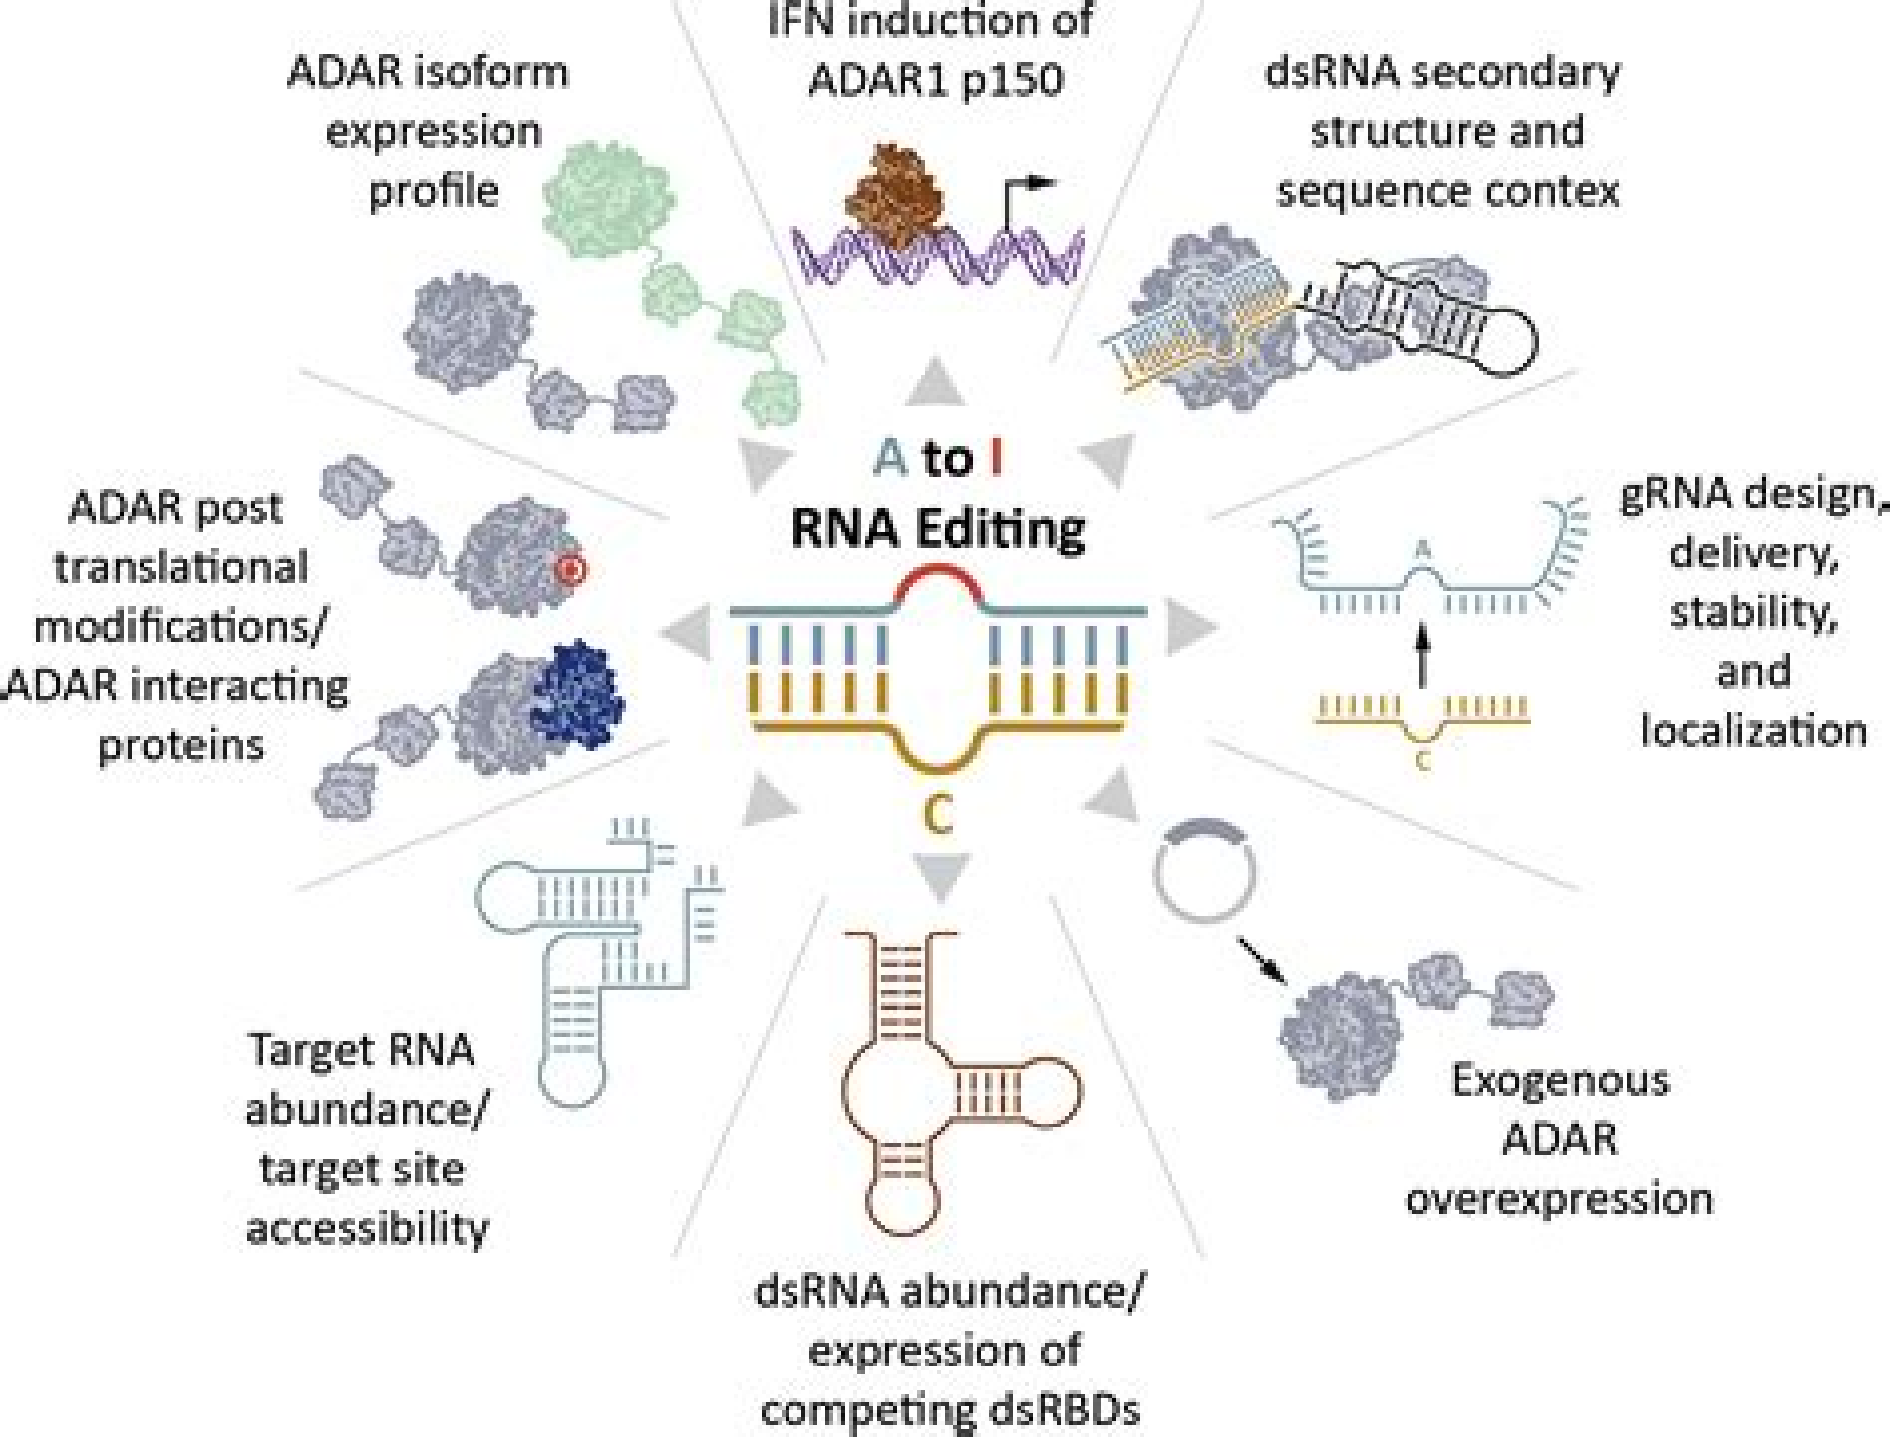 IFN induction of
ADAR1 p150
ADAR isoform
expression
profile
dsRNA secondary
structure and
sequence contex
A to I
RNA Editing
C
gRNA design,
delivery,
stability,
and
localization
A
C
ADAR post
translational
modifications/
ADAR interacting
proteins
Target RNA
abundance/
target site
accessibility
Exogenous
ADAR
overexpression
dsRNA abundance/
expression of
competing dsRBDs